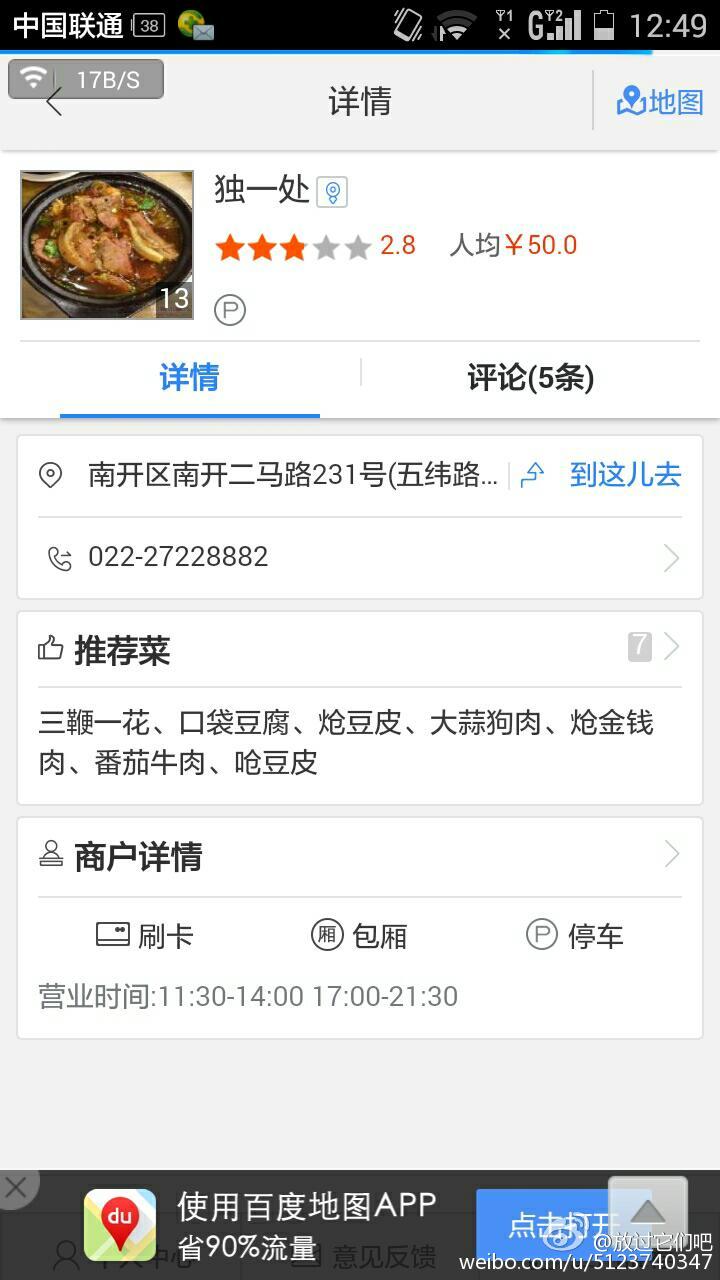 中国联通 38 G 12:49
17B/S
详情
地图
独一处
2.8 人均￥50.0
13
P
详情
评论(5条)
南开区南开二马路231号(五纬路...
到这儿去
022-27228882
推荐菜
7
三鞭一花、口袋豆腐、炝豆皮、大蒜狗肉、炝金钱
肉、番茄牛肉、呛豆皮
商户详情
刷卡
厢 包厢
P 停车
营业时间:11:30-14:00 17:00-21:30
du
使用百度地图APP
省90%流量
点击打开
个人中心
意见反馈
@放过它们吧
weibo.com/u/5123740347